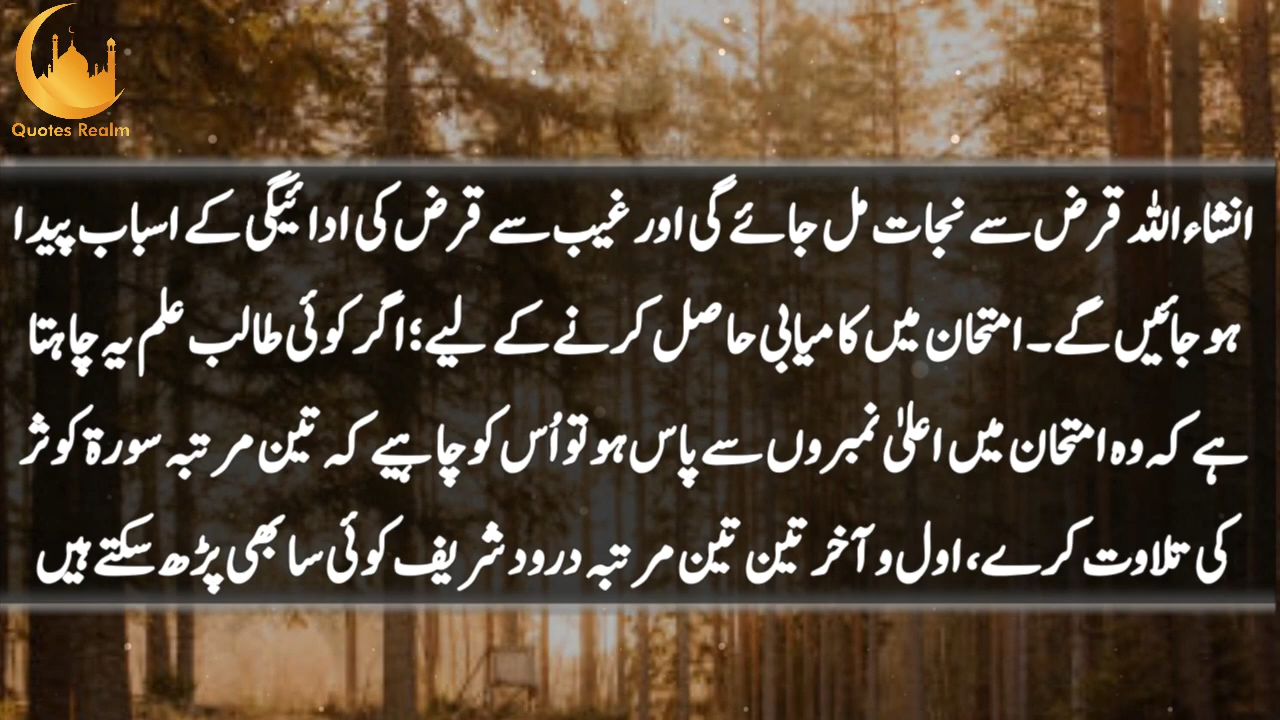 Quotes Realm
انشاءاللہ قرض سے نجات مل جائے گی اور غیب سے قرض کی ادائیگی کے اسباب پیدا
ہو جائیں گے۔ امتحان میں کامیابی حاصل کرنے کے لیے؛ اگر کوئی طالب علم یہ چاہتا
ہے کہ وہ امتحان میں اعلیٰ نمبروں سے پاس ہو تو اُس کو چاہیے کہ تین مرتبہ سورۃ کوثر
کی تلاوت کرے، اول و آخر تین تین مرتبہ درود شریف کوئی سا بھی پڑھ سکتے ہیں